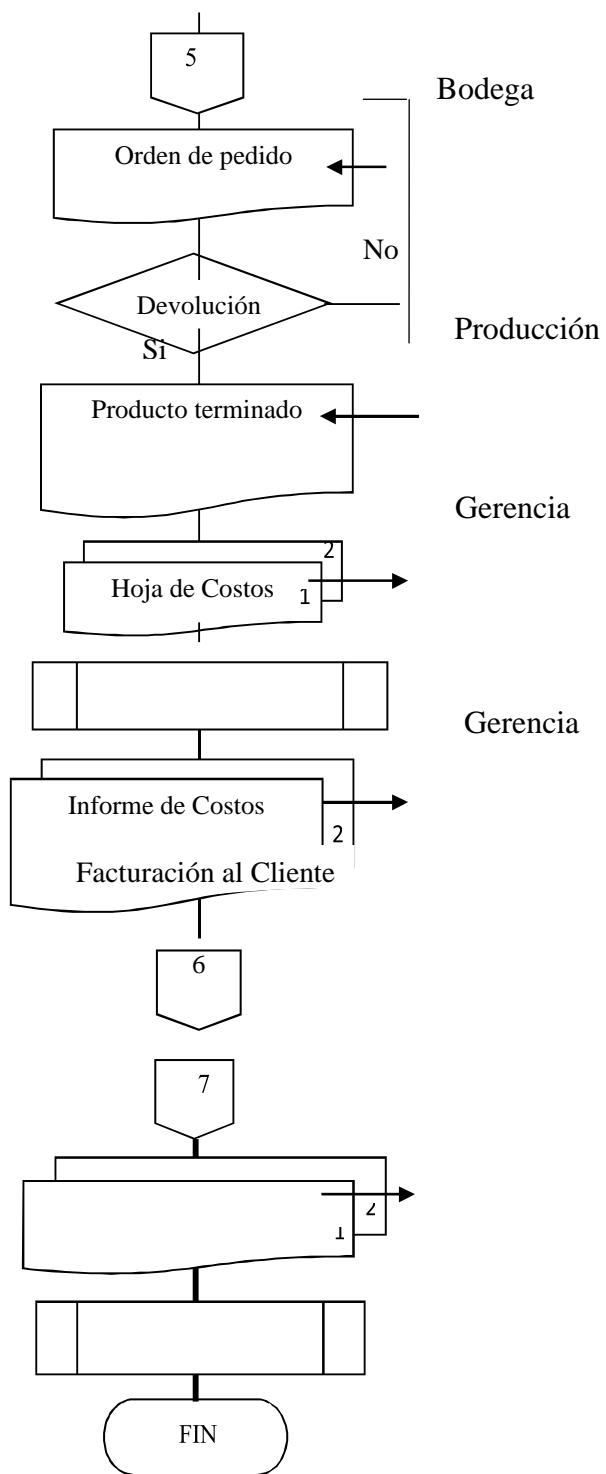 5
Bodega
Orden de pedido
No
Devolución
Producción
Si
Producto terminado
Gerencia
2
Hoja de Costos
1
Gerencia
Informe de Costos
2
Facturación al Cliente
6
7
2
1
FIN